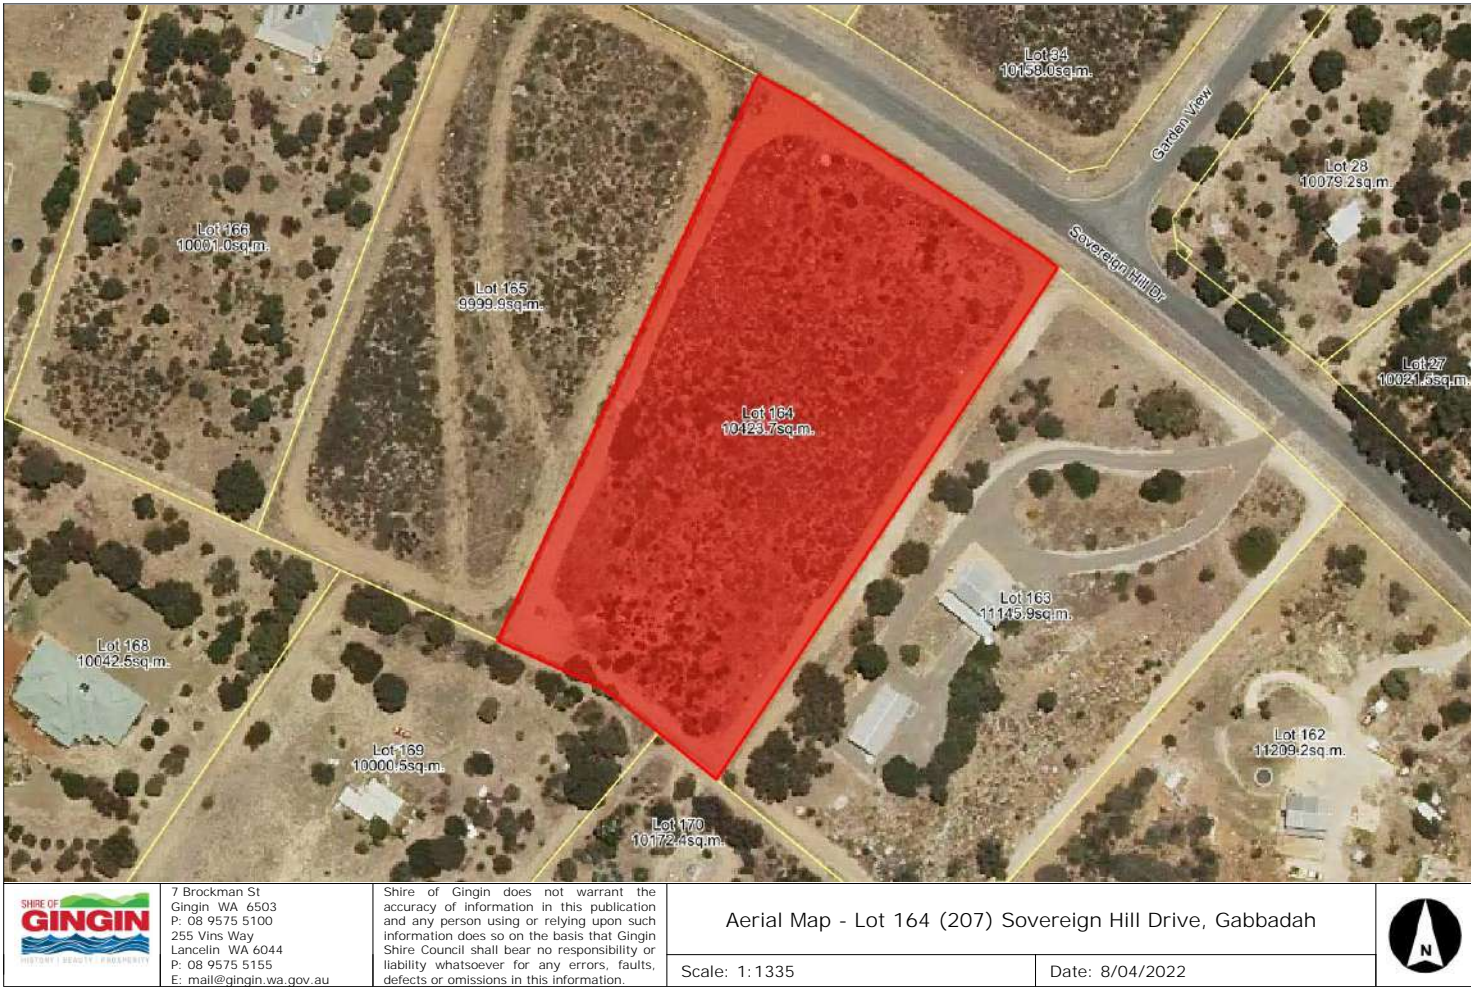 Lot 34
10158.0sq.m.
Garden View
Lot 28
10079.2sq.m.
Lot 166
10001.0sq.m.
Sovereign Hill Dr
Lot 165
9999.9sq.m.
Lot 27
10021.5sq.m.
Lot 164
10423.7sq.m.
Lot 163
11145.9sq.m.
Lot 168
10042.5sq.m.
Lot 162
11209.2sq.m.
Lot 169
10000.5sq.m.
Lot 170
10172.4sq.m.
SHIRE OF
GINGIN
HISTORY | BEAUTY | PROSPERITY
7 Brockman St
Gingin WA 6503
P: 08 9575 5100
255 Vins Way
Lancelin WA 6044
P: 08 9575 5155
E: mail@gingin.wa.gov.au
Shire of Gingin does not warrant the
accuracy of information in this publication
and any person using or relying upon such
information does so on the basis that Gingin
Shire Council shall bear no responsibility or
liability whatsoever for any errors, faults,
defects or omissions in this information.
Aerial Map - Lot 164 (207) Sovereign Hill Drive, Gabbadah
Scale: 1:1335
Date: 8/04/2022
N